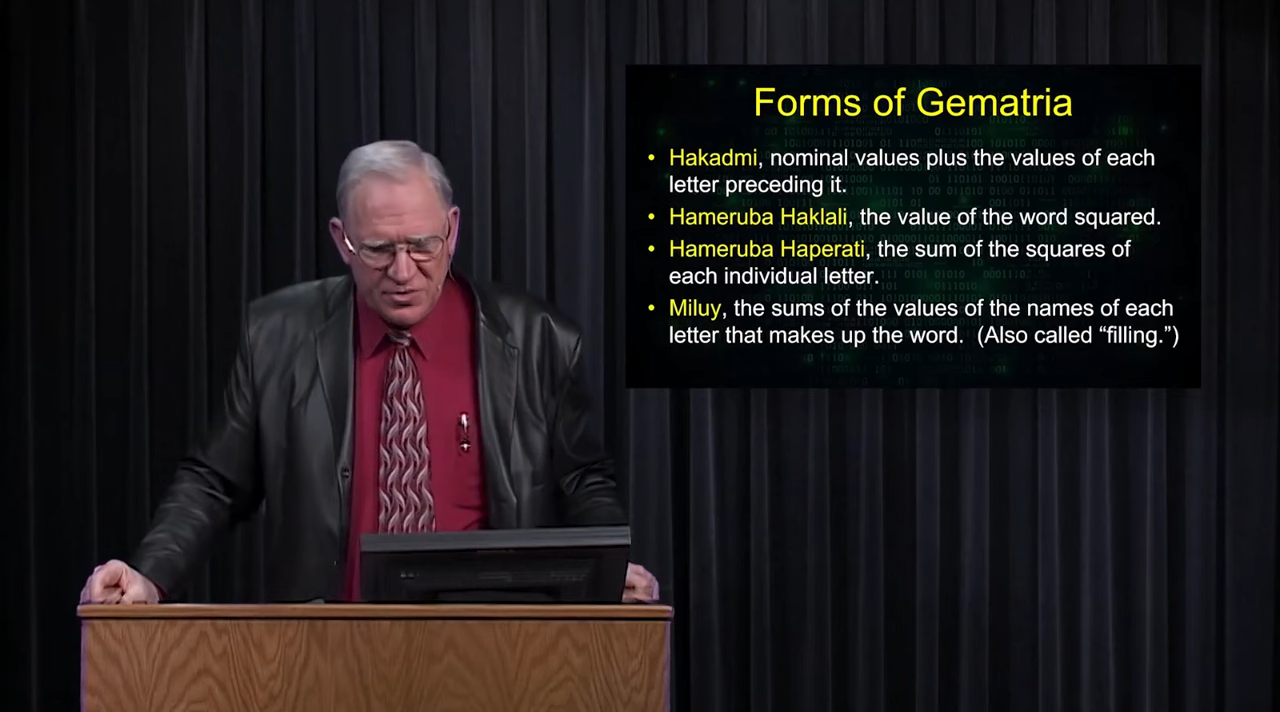 Forms of Gematria
• Hakadmi, nominal values plus the values of each
letter preceding it.
• Hameruba Haklali, the value of the word squared.
• Hameruba Haperati, the sum of the squares of
each individual letter.
• Miluy, the sums of the values of the names of each
letter that makes up the word. (Also called “filling.”)